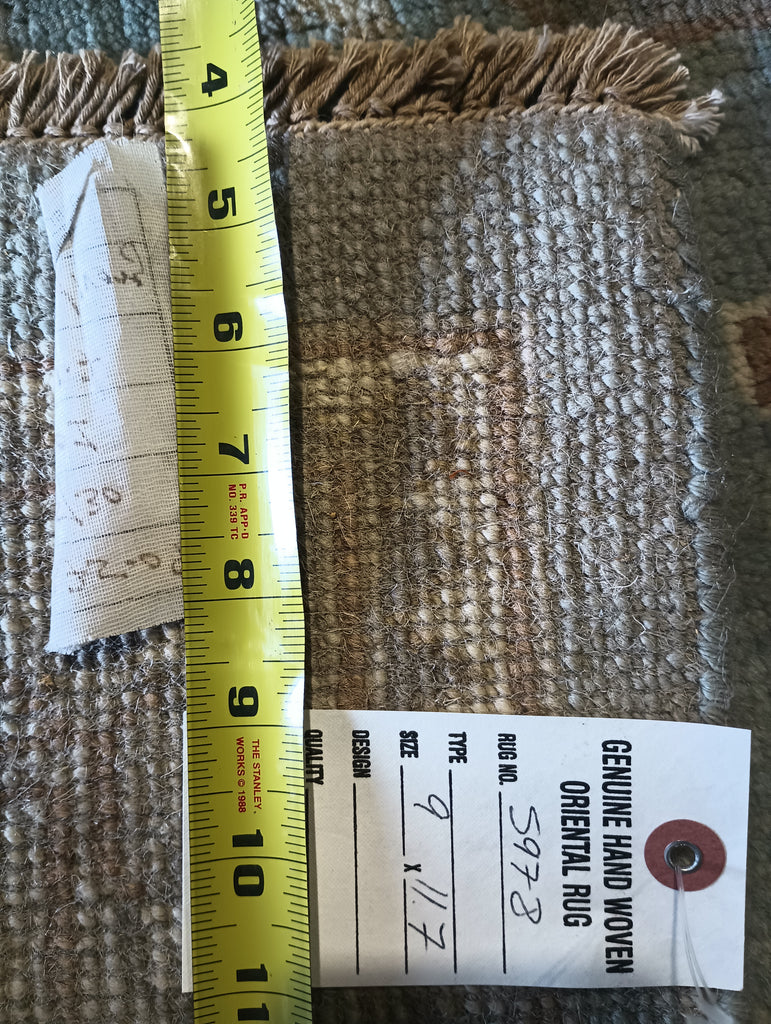 4
5
6
7
P.R. APP'D
NO. 339 TC
8
9
THE STANLEY
WORKS © 1988
10
11
GENUINE HAND WOVEN
ORIENTAL RUG
RUG NO. 5978
TYPE
SIZE 9 X 11.7
DESIGN
QUALITY